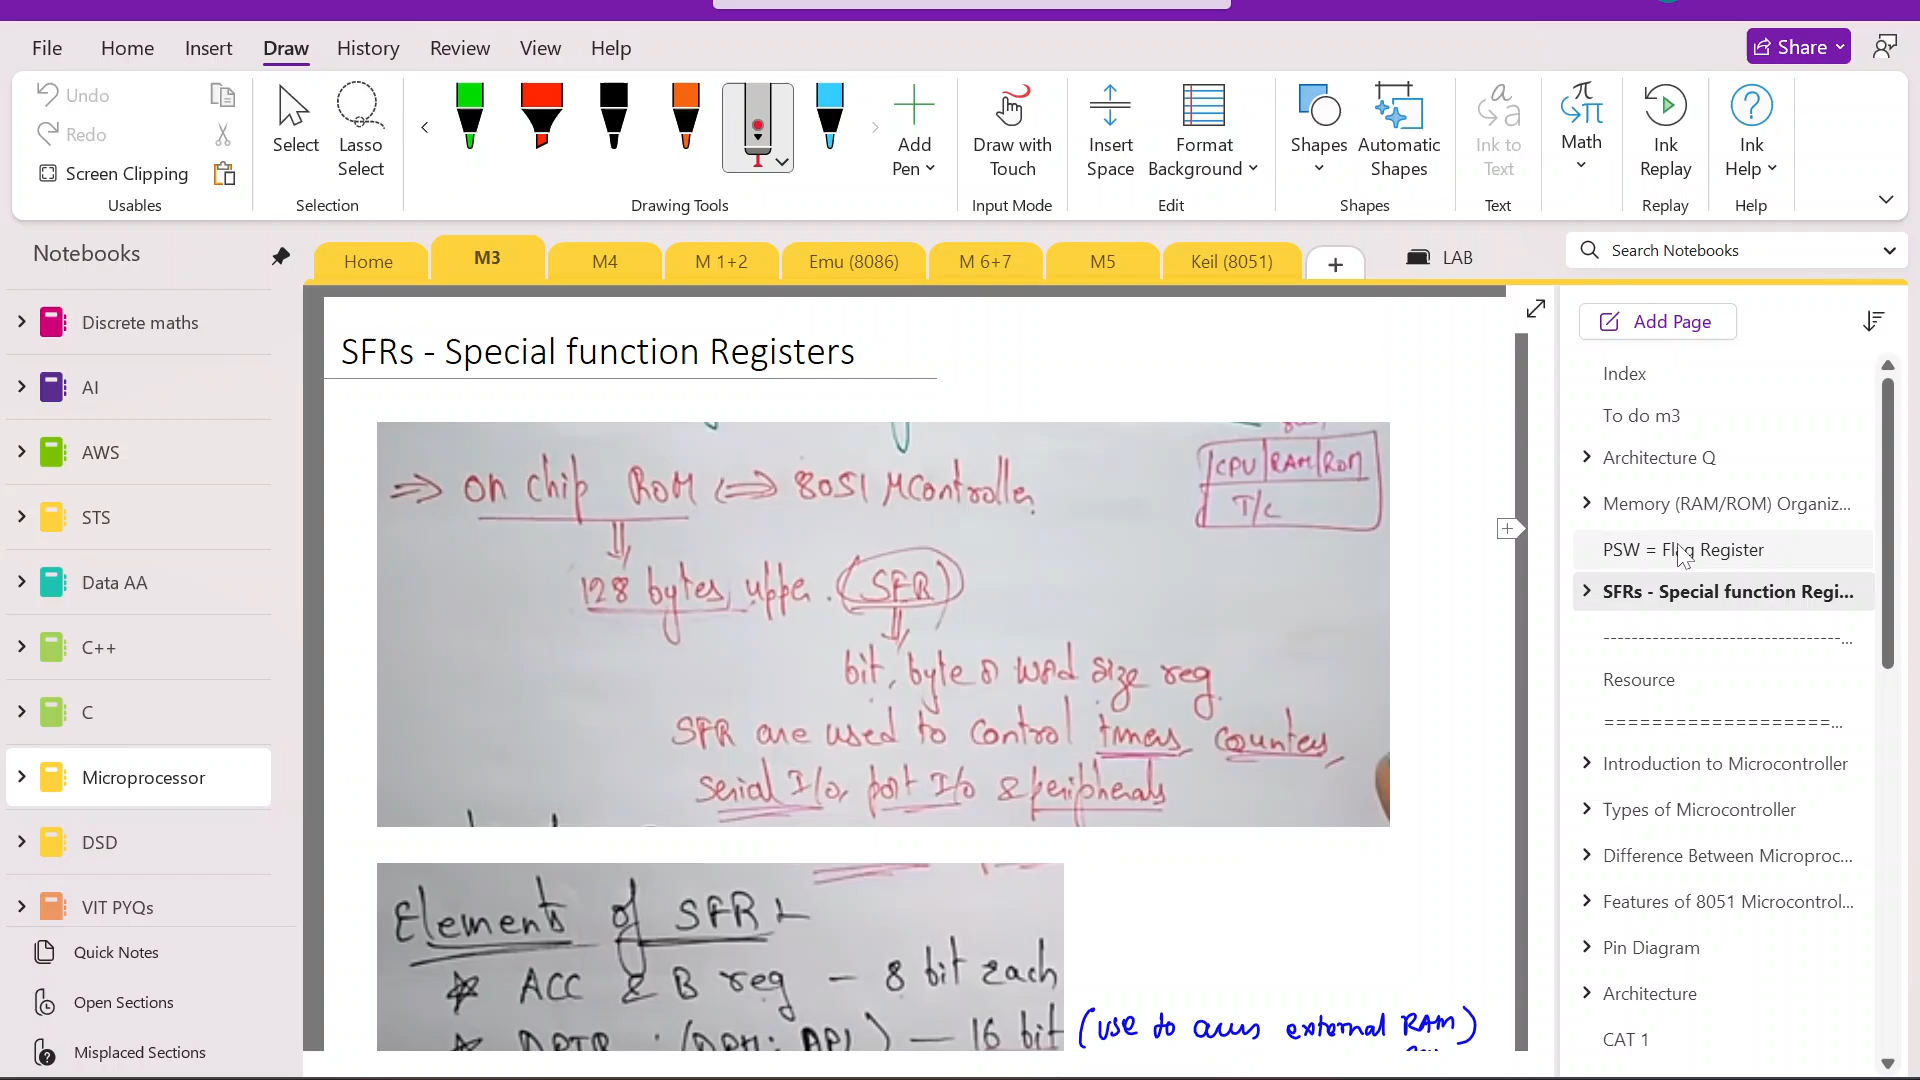 File Home Insert Draw History Review View Help
Share
Undo
Redo
Screen Clipping
Usables
Select
Lasso Select
Selection
Drawing Tools
Add Pen
Draw with Touch
Input Mode
Insert Space
Format Background
Edit
Shapes
Automatic Shapes
Shapes
Ink to Text
Text
Math
Ink Replay
Replay
Ink Help
Help
Notebooks
Home M3 M4 M 1+2 Emu (8086) M 6+7 M5 Keil (8051) + LAB
Search Notebooks
Discrete maths
AI
AWS
STS
Data AA
C++
C
Microprocessor
DSD
VIT PYQs
Quick Notes
Open Sections
Misplaced Sections
SFRs - Special function Registers
⇒ On chip ROM ⇔ 8051 μController
CPU|RAM|ROM
T/C
128 bytes upper (SFR)
bit, byte or word size reg.
SFR are used to control timers, counters,
serial I/o, port I/o & peripherals
Elements of SFR
* ACC & B reg - 8 bit each
— 16 bit (use to external RAM)
Add Page
Index
To do m3
Architecture Q
Memory (RAM/ROM) Organiz...
PSW = Flag Register
SFRs - Special function Regi...
----------------------------------...
Resource
===================...
Introduction to Microcontroller
Types of Microcontroller
Difference Between Microproc...
Features of 8051 Microcontrol...
Pin Diagram
Architecture
CAT 1